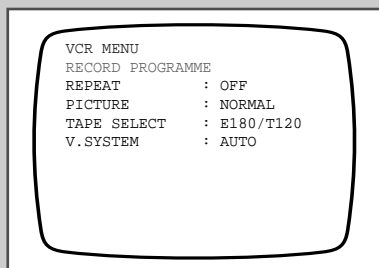 VCR MENU
RECORD PROGRAMME
REPEAT : OFF
PICTURE : NORMAL
TAPE SELECT : E180/T120
V.SYSTEM : AUTO